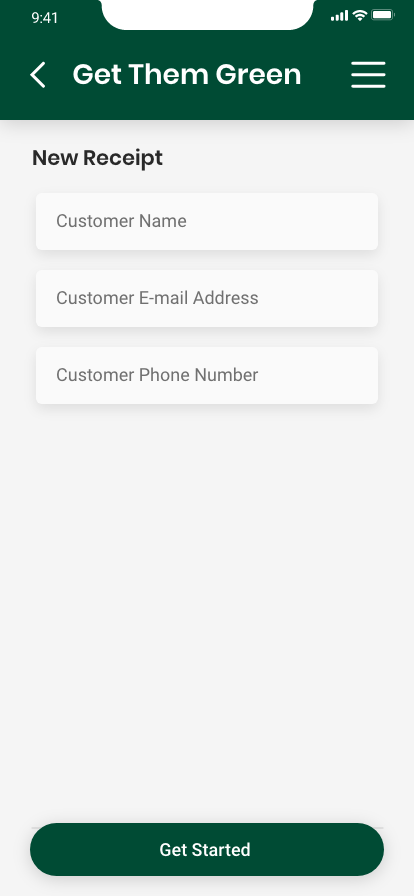 9:41
Get Them Green
New Receipt
Customer Name
Customer E-mail Address
Customer Phone Number
Get Started